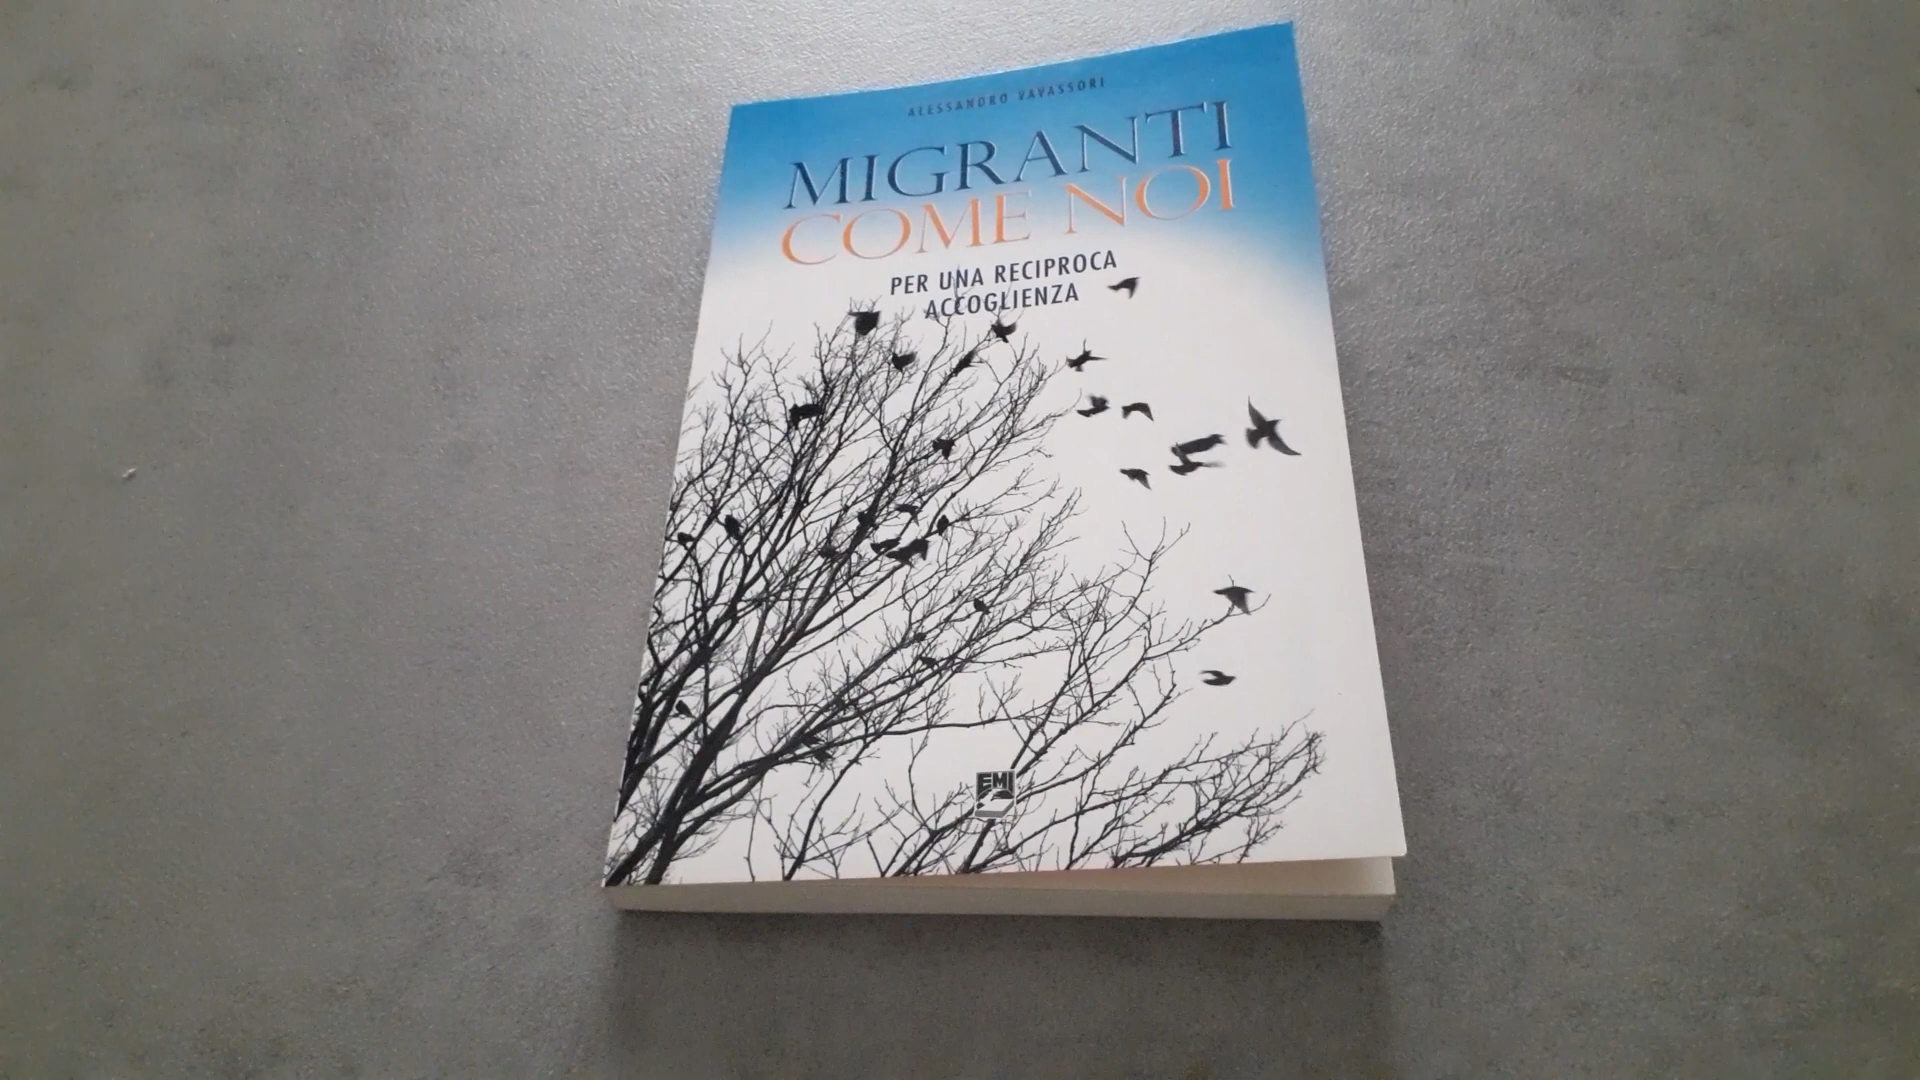 ALESSANDRO VAVASSORI
MIGRANTI
COME NOI
PER UNA RECIPROCA
ACCOGLIENZA
EMI